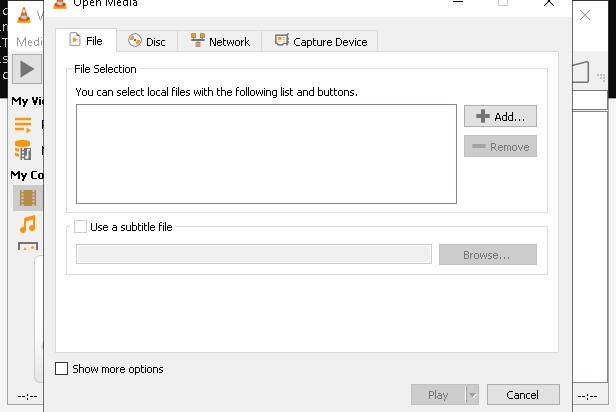 Open Media
Medi
File
Disc
Network
Capture Device
File Selection
You can select local files with the following list and buttons.
Add...
Remove
My Vi
My Co
Use a subtitle file
Browse...
Show more options
Play
Cancel
--:--
--:--